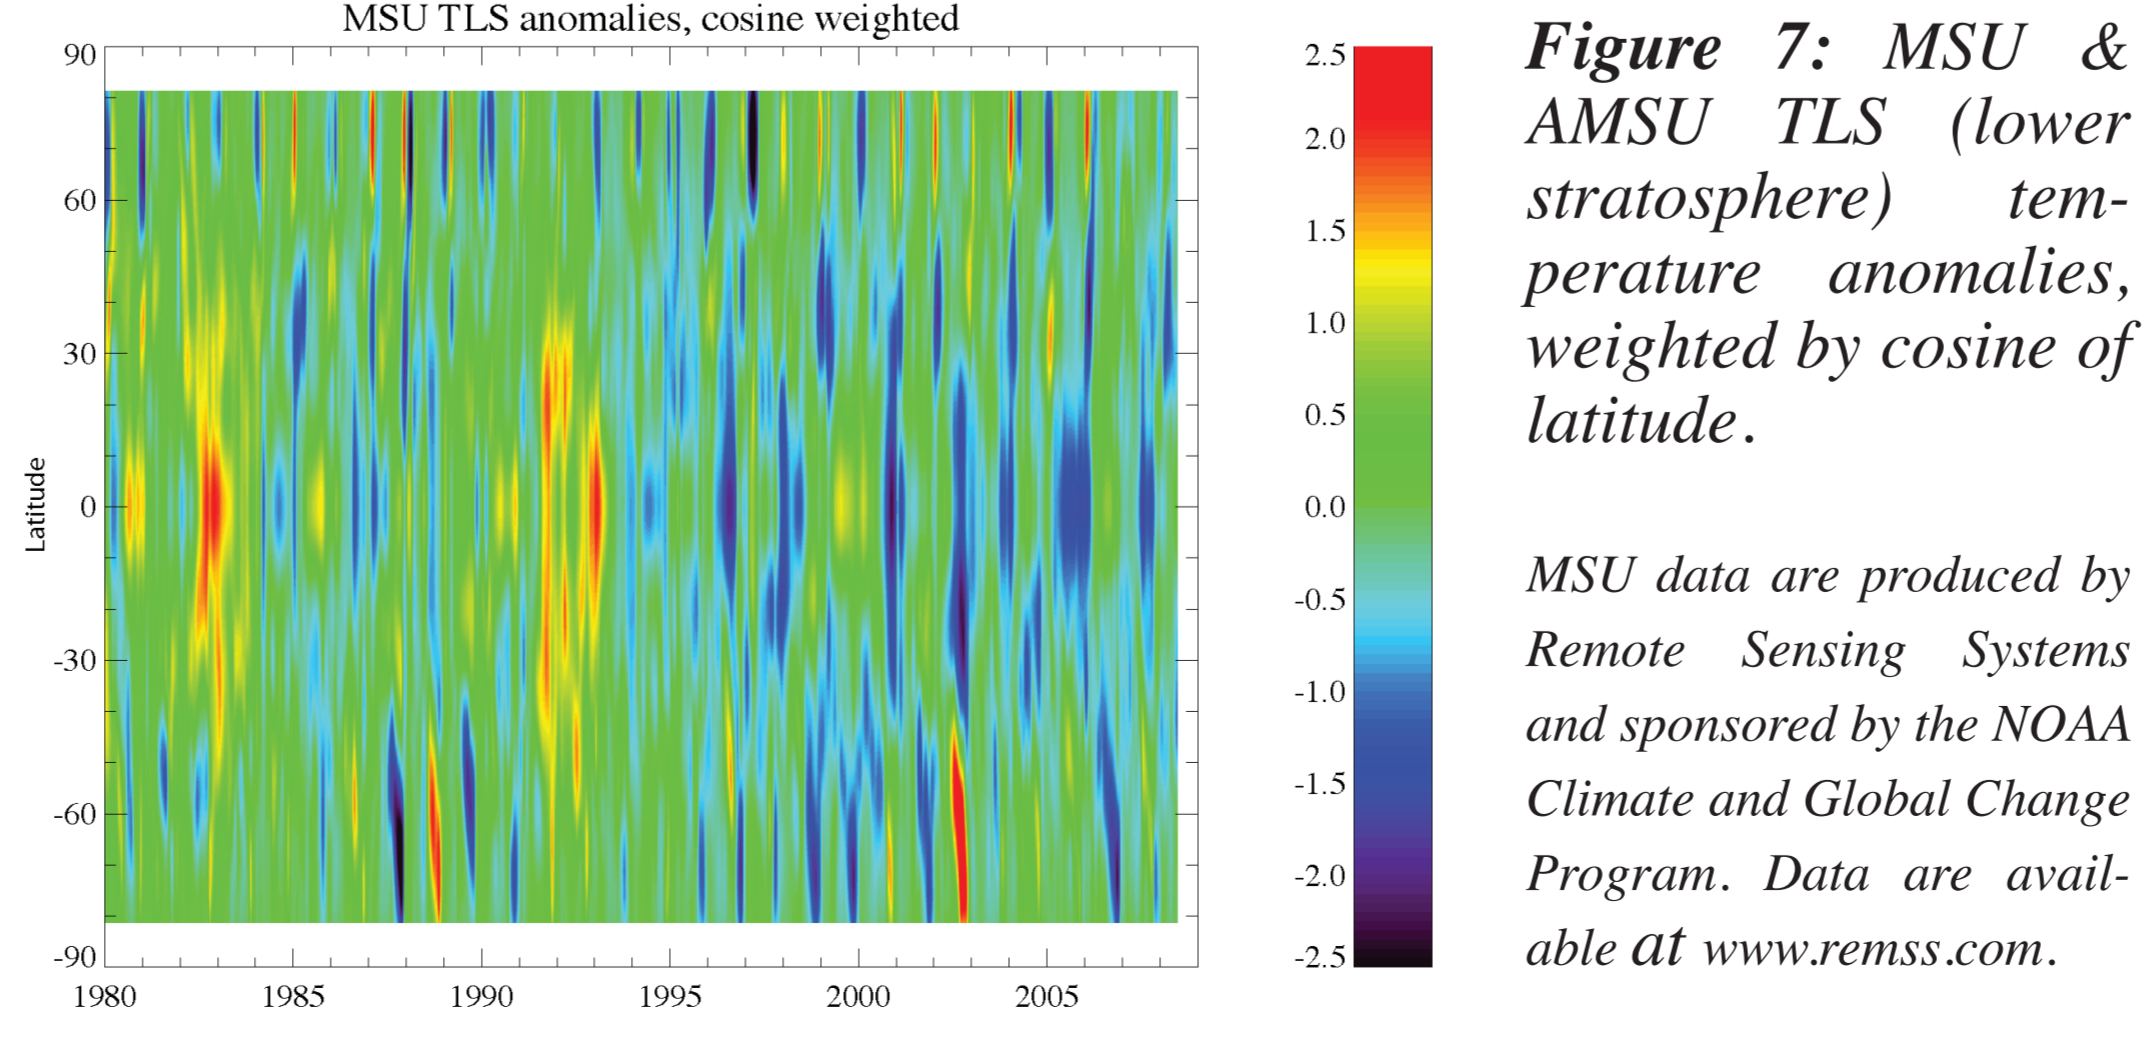 MSU TLS anomalies, cosine weighted
90
60
30
0
-30
-60
-90
Latitude
1980 1985 1990 1995 2000 2005
2.5
2.0
1.5
1.0
0.5
0.0
-0.5
-1.0
-1.5
-2.0
-2.5
Figure 7: MSU &
AMSU TLS (lower
stratosphere) tem-
perature anomalies,
weighted by cosine of
latitude.
MSU data are produced by
Remote Sensing Systems
and sponsored by the NOAA
Climate and Global Change
Program. Data are avail-
able at www.remss.com.